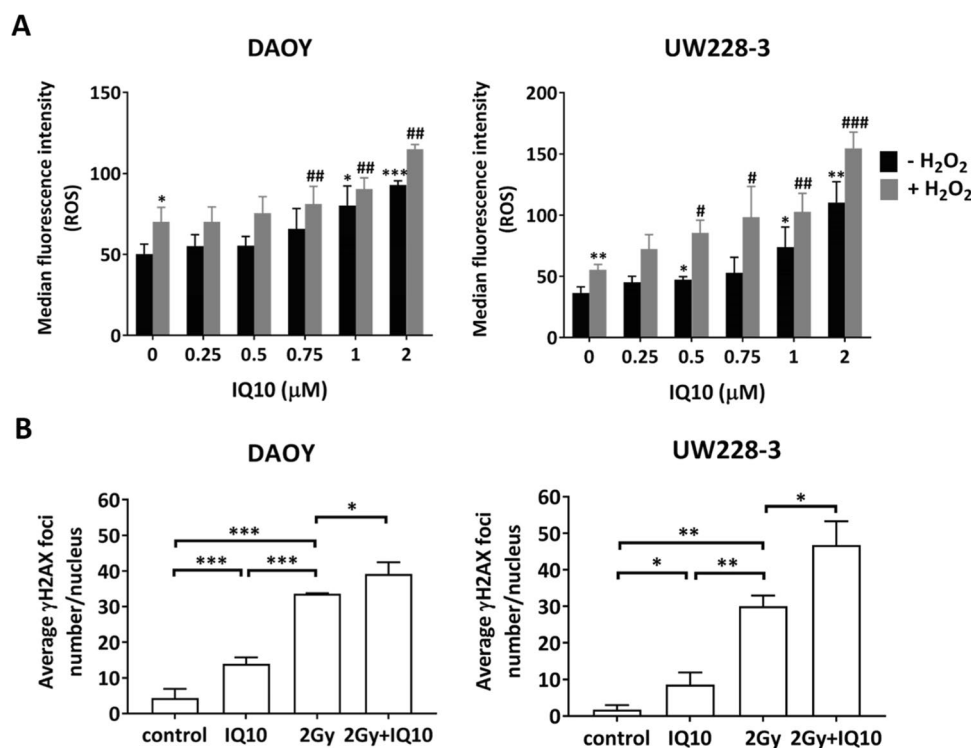 A
DAOY
UW228-3
Median fluorescence intensity
(ROS)
150
100
50
0
*
##
*
##
***
##
0 0.25 0.5 0.75 1 2
IQ10 (μM)
Median fluorescence intensity
(ROS)
200
150
100
50
0
**
*
#
#
*
##
**
###
0 0.25 0.5 0.75 1 2
IQ10 (μM)
- H₂O₂
+ H₂O₂
B
DAOY
UW228-3
Average γH2AX foci
number/nucleus
60
50
40
30
20
10
0
*
***
*** ***
control IQ10 2Gy 2Gy+IQ10
Average γH2AX foci
number/nucleus
60
50
40
30
20
10
0
*
**
* **
control IQ10 2Gy 2Gy+IQ10